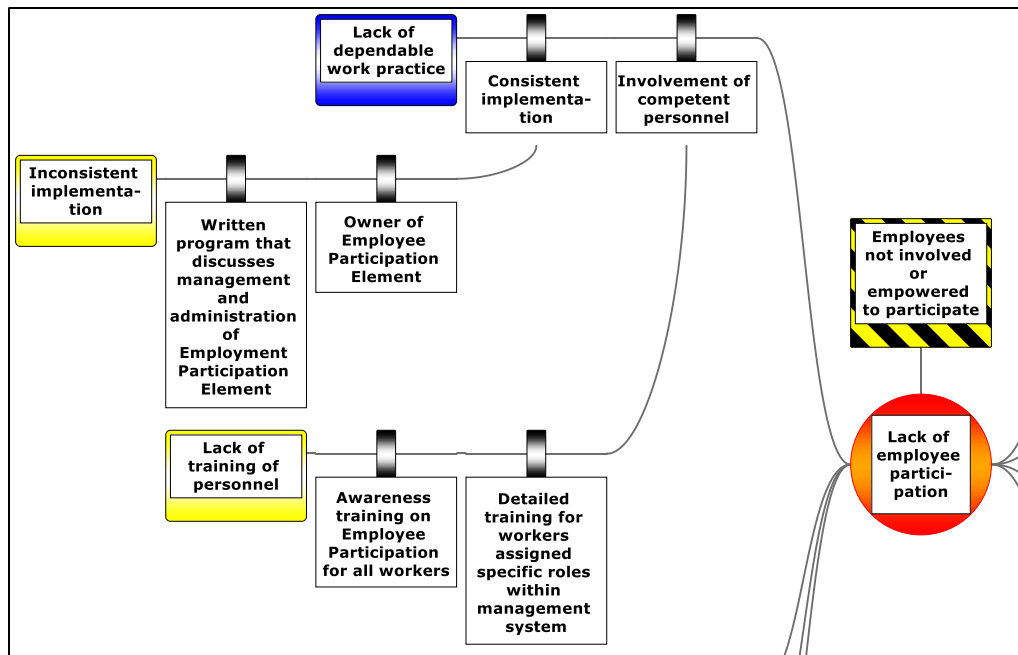 Lack of
dependable
work practice
Consistent
implementa-
tion
Involvement of
competent
personnel
Inconsistent
implementa-
tion
Written
program that
discusses
management
and
administration
of
Employment
Participation
Element
Owner of
Employee
Participation
Element
Employees
not involved
or
empowered
to participate
Lack of
training of
personnel
Awareness
training on
Employee
Participation
for all workers
Detailed
training for
workers
assigned
specific roles
within
management
system
Lack of
employee
partici-
pation